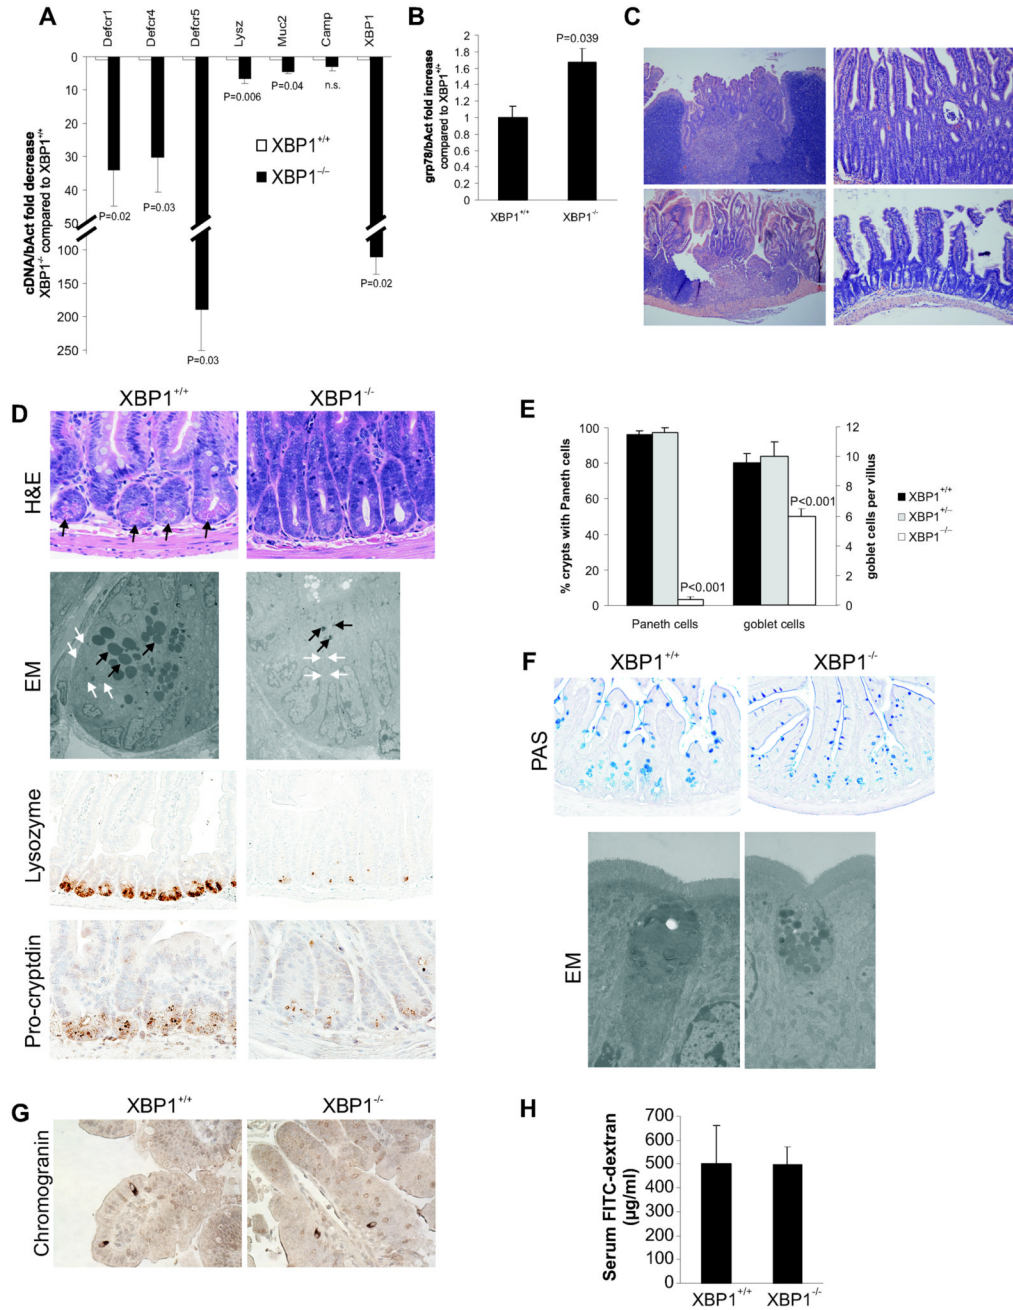 A
Defcr1
Defcr4
Defcr5
Lysz
Muc2
Camp
XBP1
0
10
20
30
40
50
100
150
200
250
cDNA/bAct fold decrease
XBP1-/- compared to XBP1+/+
P=0.02
P=0.03
P=0.03
P=0.006
P=0.04
n.s.
P=0.02
XBP1+/+
XBP1-/-
B
grp78/bAct fold increase
compared to XBP1+/+
2
1.8
1.6
1.4
1.2
1
0.8
0.6
0.4
0.2
0
P=0.039
XBP1+/+
XBP1-/-
C
D
XBP1+/+
XBP1-/-
H&E
EM
Lysozyme
Pro-cryptdin
E
% crypts with Paneth cells
100
80
60
40
20
0
12
10
8
6
4
2
0
goblet cells per villus
P<0.001
P<0.001
Paneth cells
goblet cells
XBP1+/+
XBP1+/-
XBP1-/-
F
XBP1+/+
XBP1-/-
PAS
EM
G
XBP1+/+
XBP1-/-
Chromogranin
H
Serum FITC-dextran
(µg/ml)
700
600
500
400
300
200
100
0
XBP1+/+
XBP1-/-